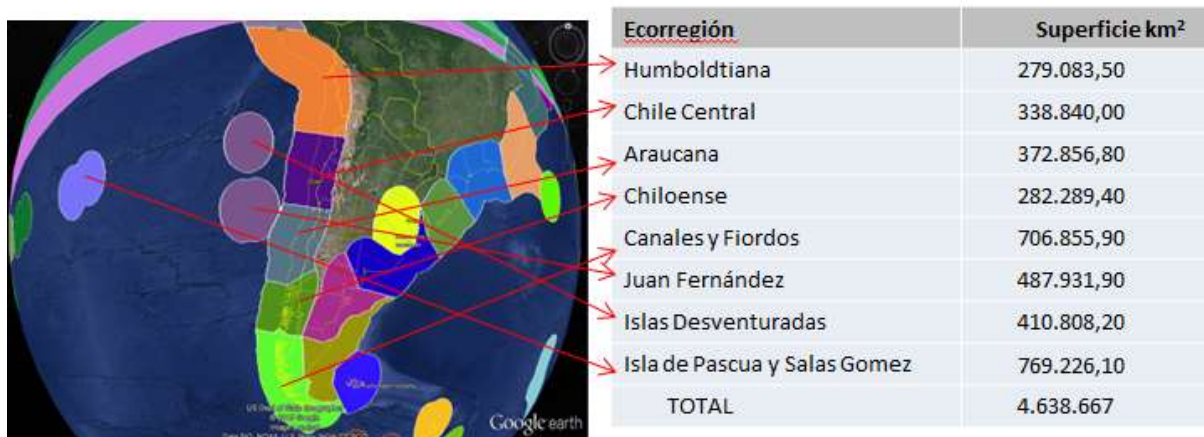 Ecorregión Superficie km²
Humboldtiana 279.083,50
Chile Central 338.840,00
Araucana 372.856,80
Chiloense 282.289,40
Canales y Fiordos 706.855,90
Juan Fernández 487.931,90
Islas Desventuradas 410.808,20
Isla de Pascua y Salas Gomez 769.226,10
TOTAL 4.638.667
Google earth